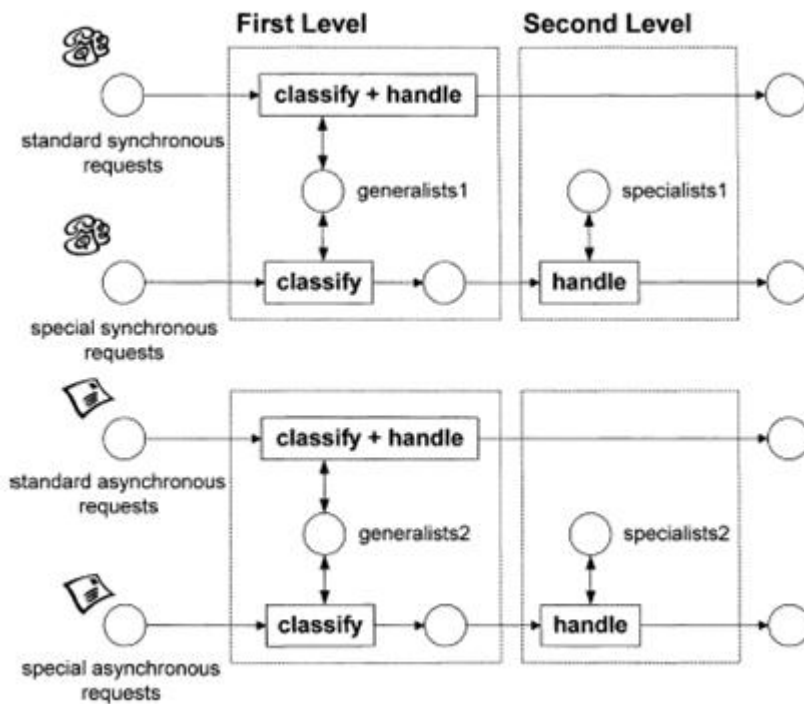 First Level
Second Level
classify + handle
standard synchronous
requests
generalists1
specialists1
classify
handle
special synchronous
requests
classify + handle
standard asynchronous
requests
generalists2
specialists2
classify
handle
special asynchronous
requests